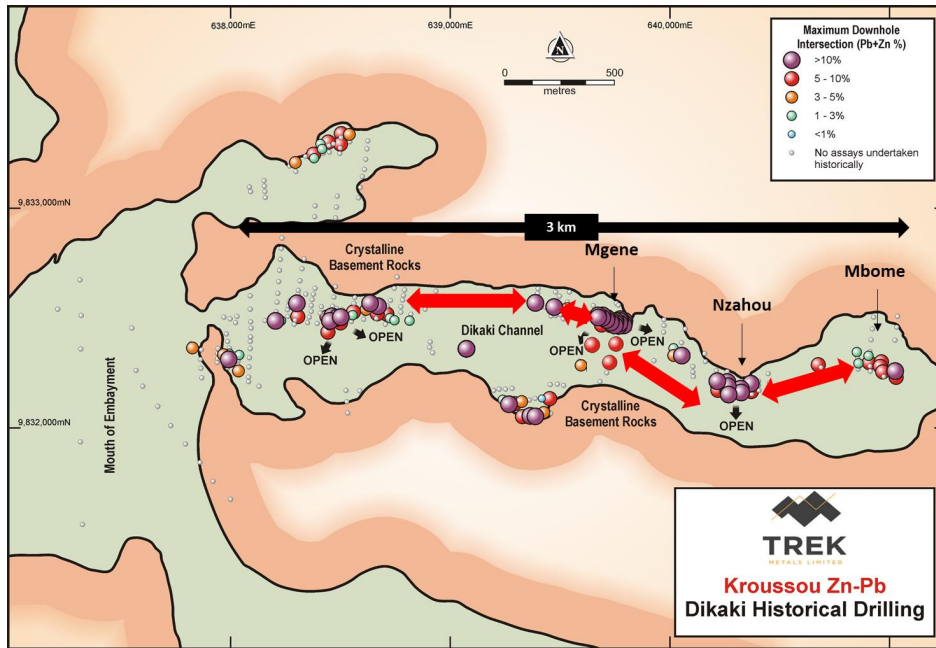 638,000mE
639,000mE
640,000mE
N
0
500
metres
Maximum Downhole
Intersection (Pb+Zn %)
>10%
5 - 10%
3 - 5%
1 - 3%
<1%
No assays undertaken
historically
9,833,000mN
3 km
Crystalline
Basement Rocks
Mgene
Mbome
Nzahou
OPEN
OPEN
Dikaki Channel
OPEN
OPEN
OPEN
Mouth of Embayment
9,832,000mN
Crystalline
Basement Rocks
TREK
METALS LIMITED
Kroussou Zn-Pb
Dikaki Historical Drilling